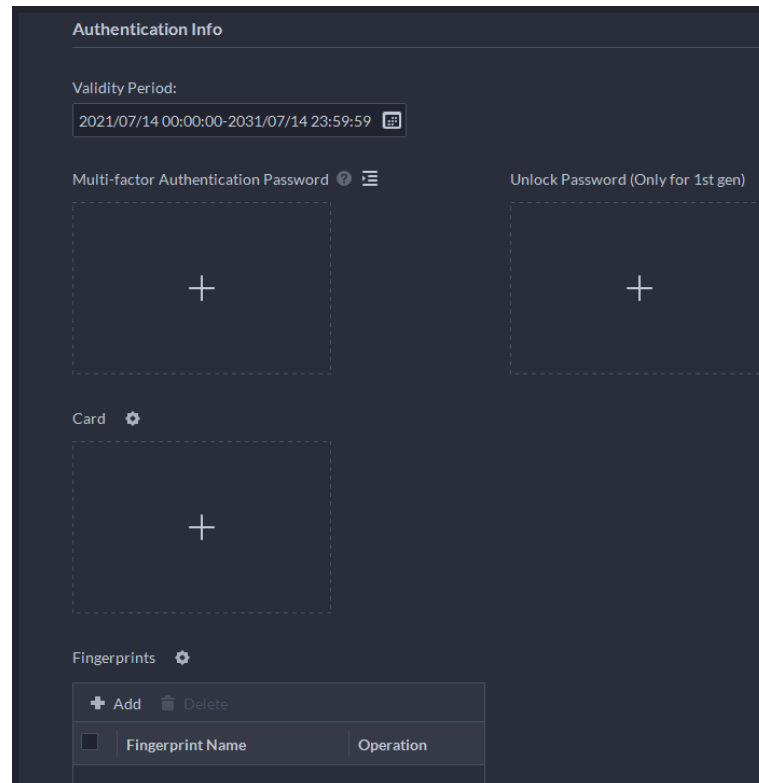 Authentication Info
Validity Period:
2021/07/14 00:00:00-2031/07/14 23:59:59
Multi-factor Authentication Password
Unlock Password (Only for 1st gen)
Card
Fingerprints
Add Delete
Fingerprint Name Operation